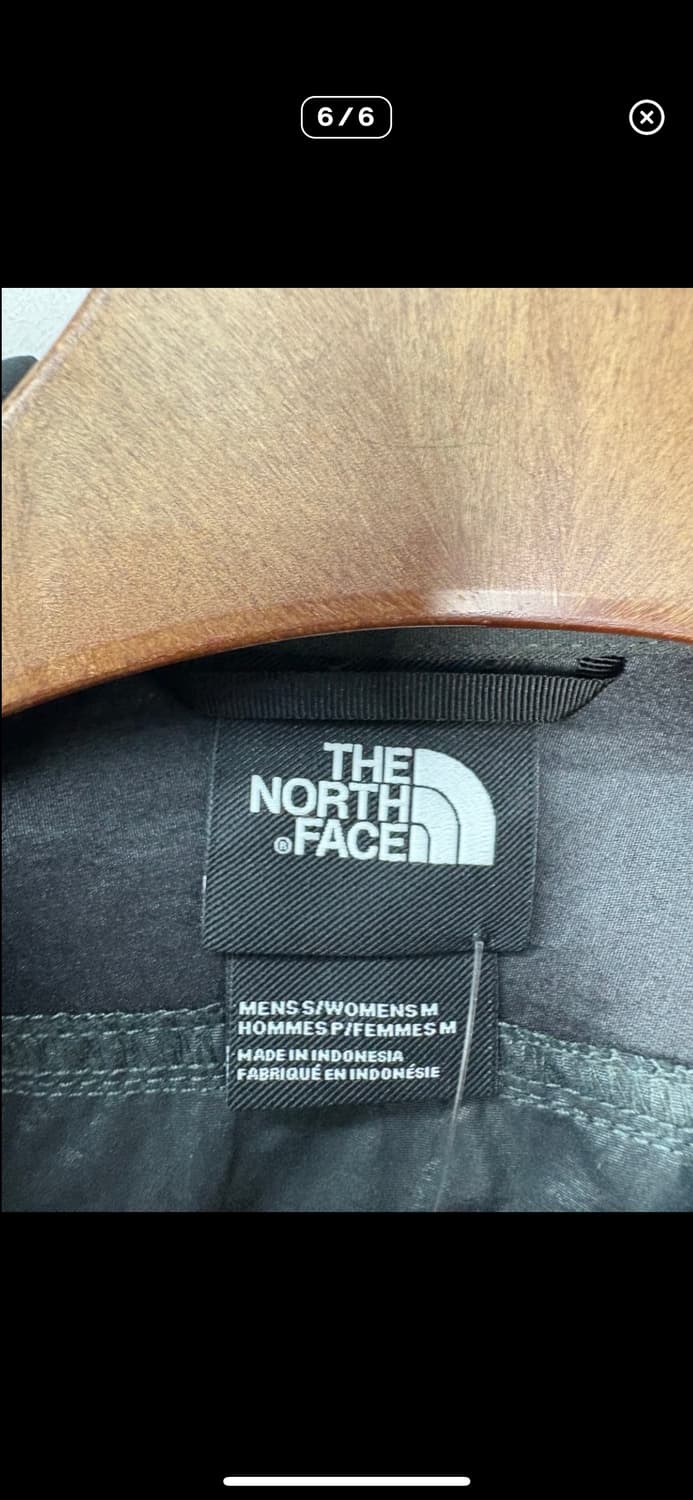 6/6
THE
NORTH
®FACE
MENS S/WOMENS M
HOMMES P/FEMMES M
MADE IN INDONESIA
FABRIQUÉ EN INDONÉSIE